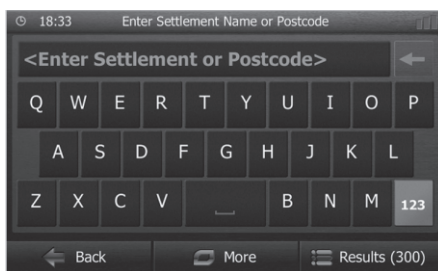 18:33 Enter Settlement Name or Postcode
<Enter Settlement or Postcode>
Q W E R T Y U I O P
A S D F G H J K L
Z X C V B N M 123
Back More Results (300)